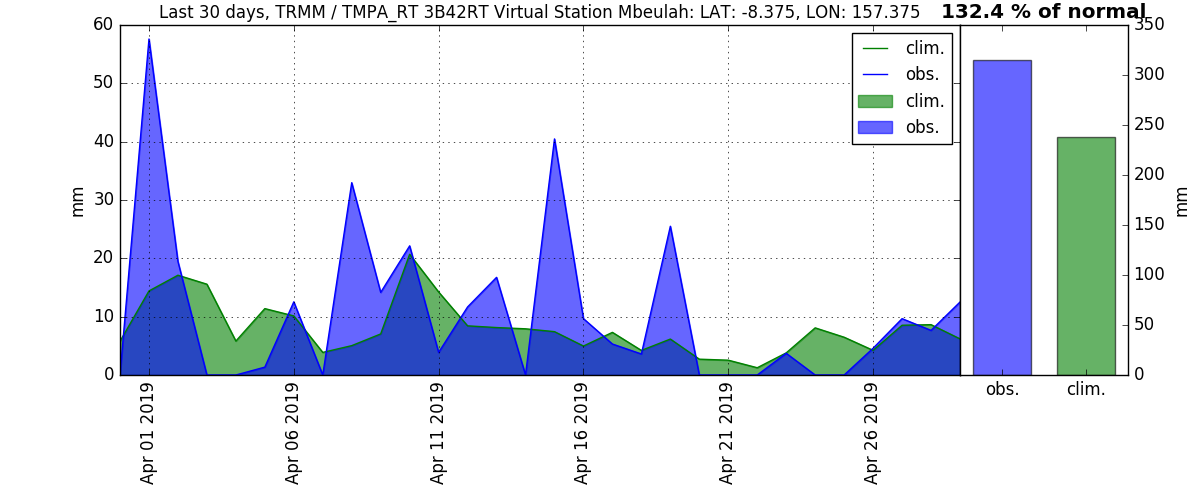 Last 30 days, TRMM / TMPA_RT 3B42RT Virtual Station Mbeulah: LAT: -8.375, LON: 157.375
132.4 % of normal
60
50
40
30
20
10
0
mm
clim.
obs.
clim.
obs.
350
300
250
200
150
100
50
0
mm
obs.
clim.
Apr 01 2019
Apr 06 2019
Apr 11 2019
Apr 16 2019
Apr 21 2019
Apr 26 2019